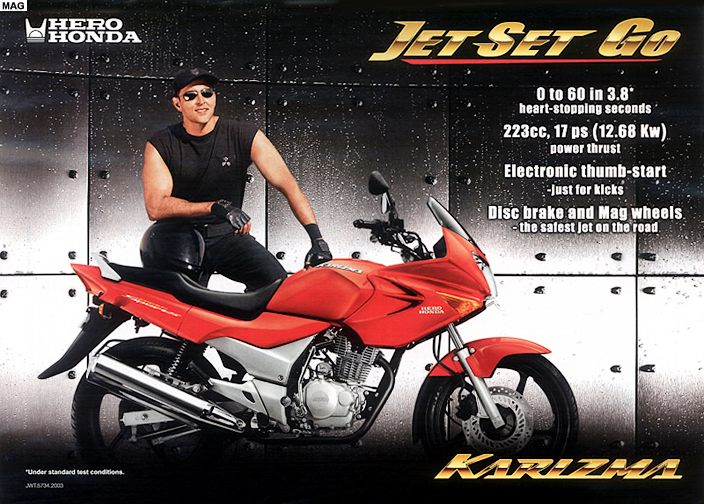 MAG
HERO
HONDA
JET SET GO
0 to 60 in 3.8*
heart-stopping seconds
223cc, 17 ps (12.68 Kw)
power thrust
Electronic thumb-start
-just for kicks
Disc brake and Mag wheels
- the safest jet on the road
KARIZMA
HERO
HONDA
KARIZMA
*Under standard test conditions.
JWT.5734.2003